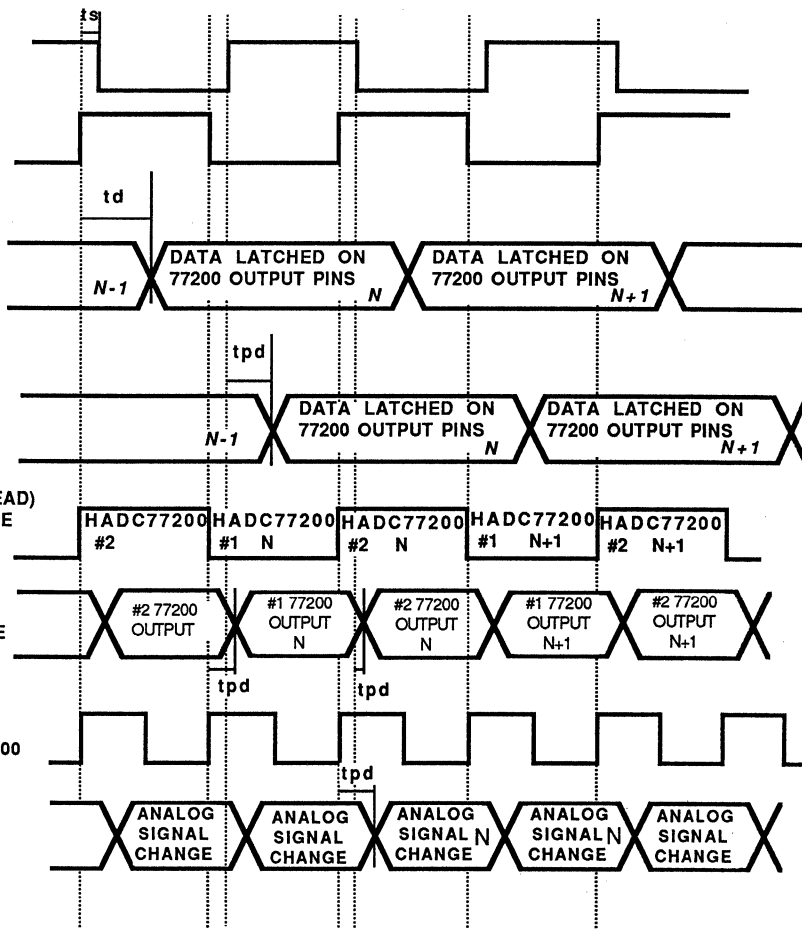 ts
td
DATA LATCHED ON DATA LATCHED ON
77200 OUTPUT PINS 77200 OUTPUT PINS
N-1 N N+1
tpd
DATA LATCHED ON DATA LATCHED ON
77200 OUTPUT PINS 77200 OUTPUT PINS
N-1 N N+1
EAD)
E HADC77200 HADC77200 HADC77200 HADC77200 HADC77200
#2 #1 N #2 N #1 N+1 #2 N+1
#2 77200 #1 77200 #2 77200 #1 77200 #2 77200
OUTPUT OUTPUT OUTPUT OUTPUT OUTPUT
E N N N+1 N+1
tpd tpd
00
tpd
ANALOG ANALOG ANALOG ANALOG ANALOG
SIGNAL SIGNAL SIGNAL N SIGNAL N SIGNAL
CHANGE CHANGE CHANGE CHANGE CHANGE